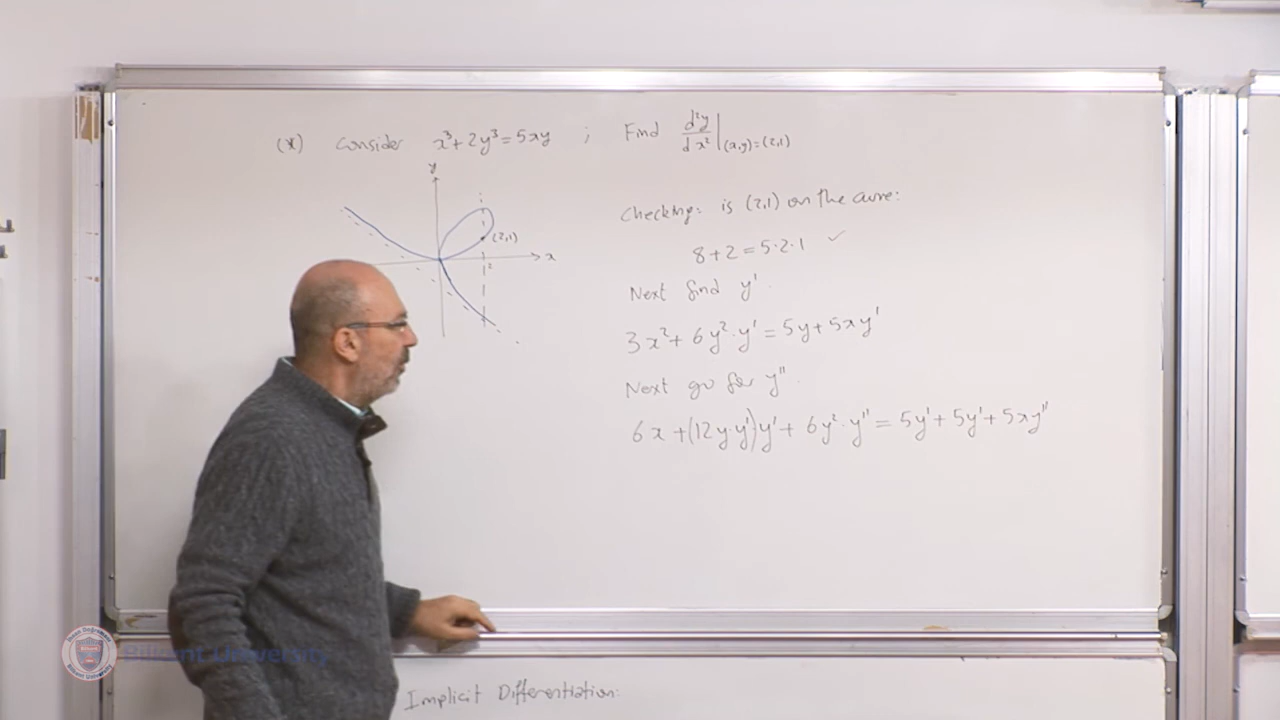 (*) Consider x³+2y³=5xy ; Find d²y/dx²|(x,y)=(2,1)
y
(2,1)
x
2
Checking: is (2,1) on the curve:
8+2=5·2·1 ✓
Next find y'.
3x²+6y²·y'=5y+5xy'
Next go for y''.
6x+(12y·y')y'+6y²·y''=5y'+5y'+5xy''
Bilkent University
Implicit Differentiation: